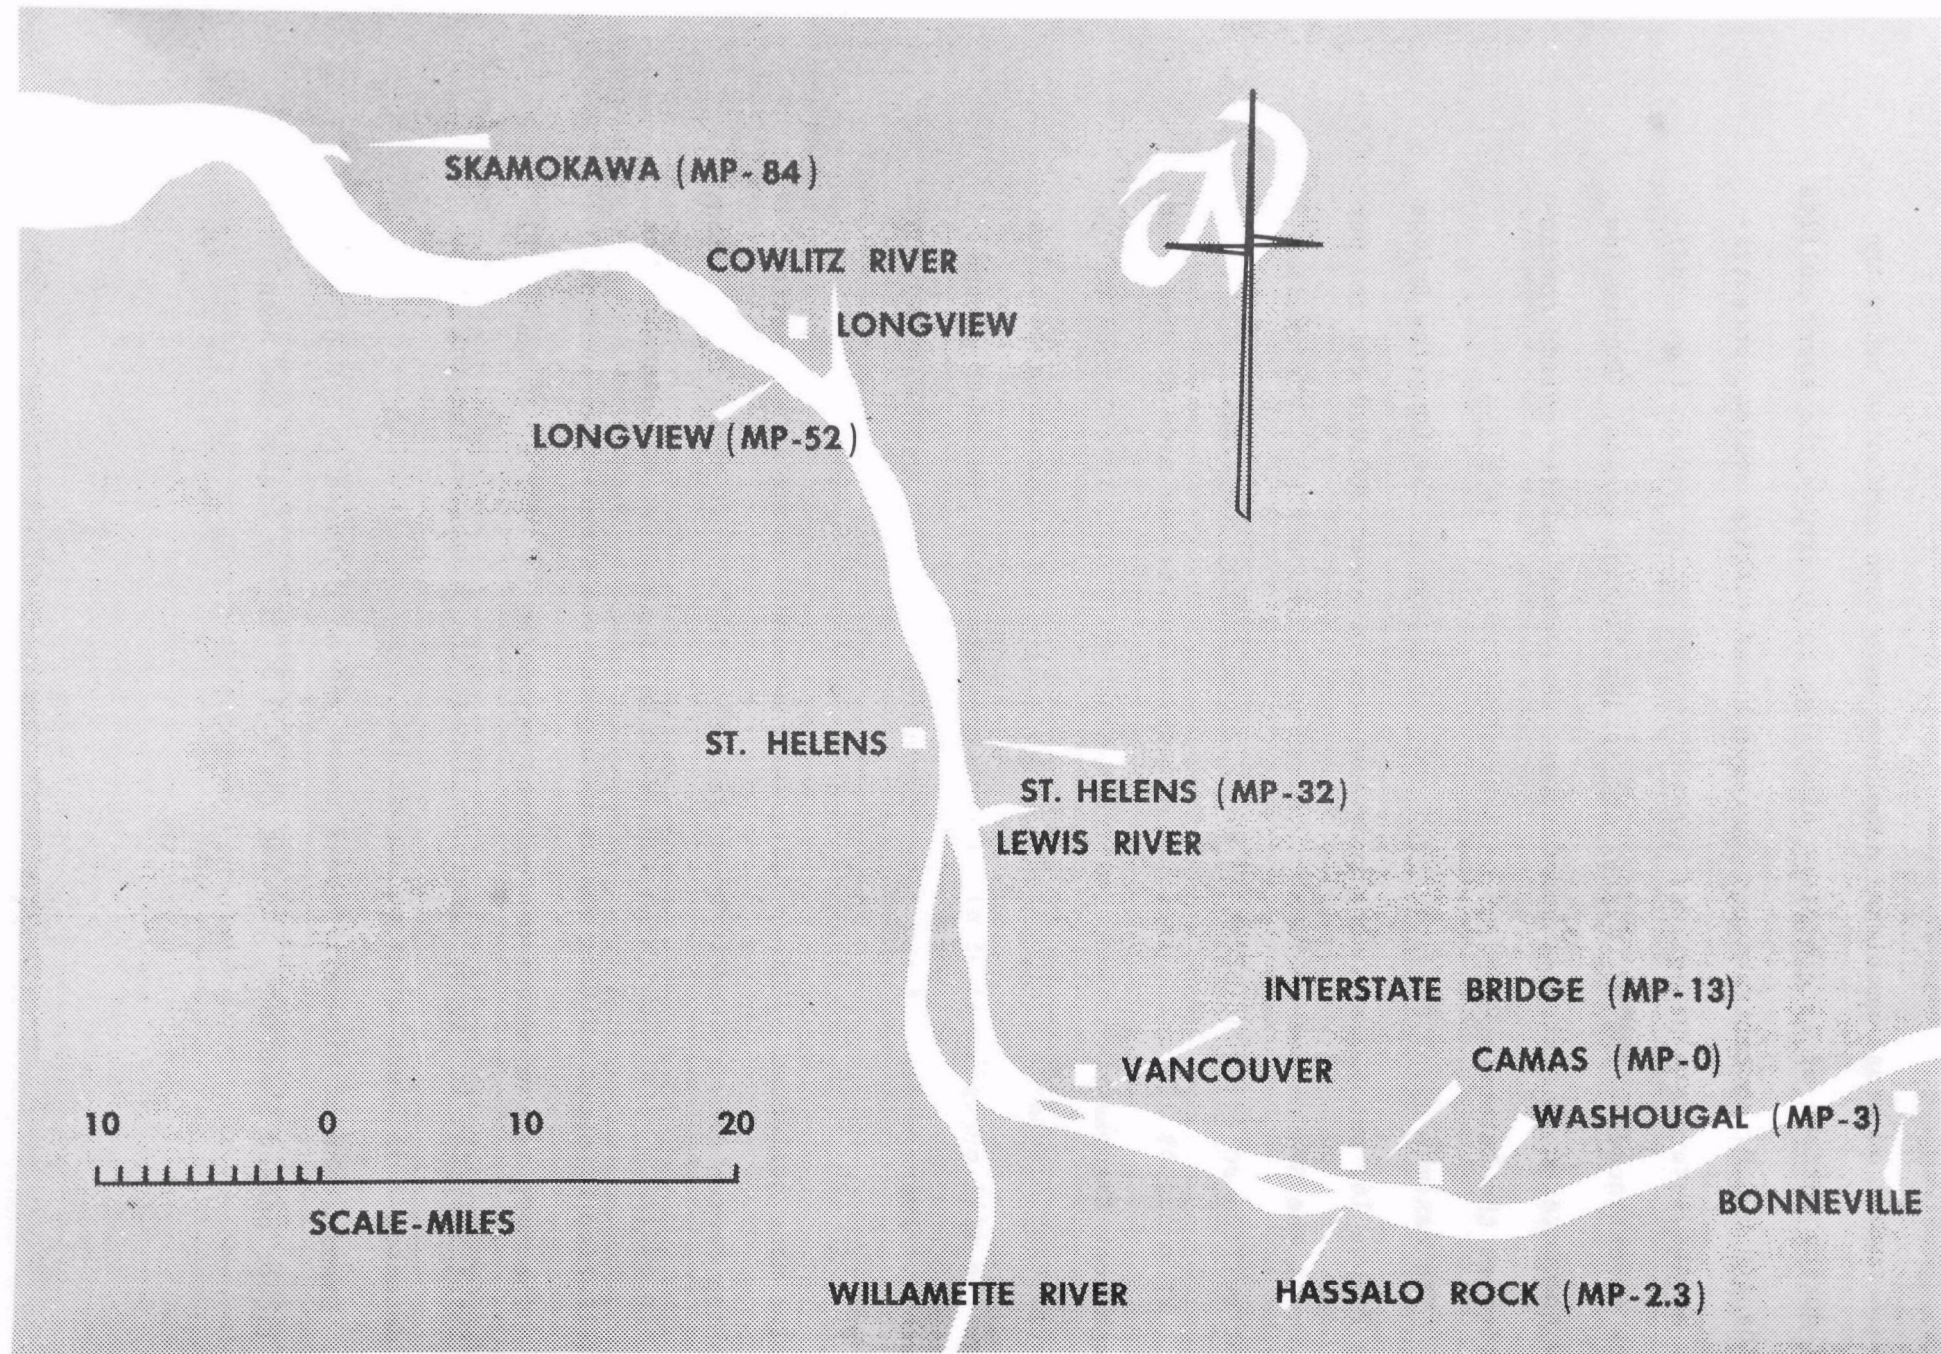 SKAMOKAWA (MP-84)
COWLITZ RIVER
LONGVIEW
LONGVIEW (MP-52)
ST. HELENS
ST. HELENS (MP-32)
LEWIS RIVER
INTERSTATE BRIDGE (MP-13)
VANCOUVER
CAMAS (MP-0)
WASHOUGAL (MP-3)
10 0 10 20
SCALE-MILES
BONNEVILLE
WILLAMETTE RIVER
HASSALO ROCK (MP-2.3)